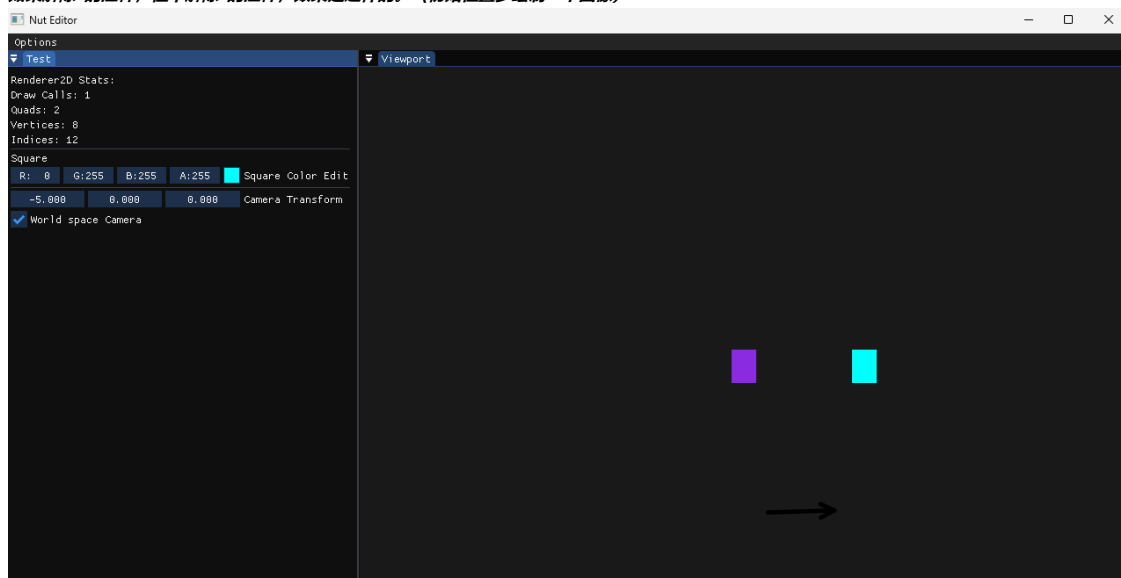 Nut Editor
Options
Test
Viewport
Renderer2D Stats:
Draw Calls: 1
Quads: 2
Vertices: 8
Indices: 12
Square
R: 0 G:255 B:255 A:255 Square Color Edit
-5.000 0.000 0.000 Camera Transform
World space Camera